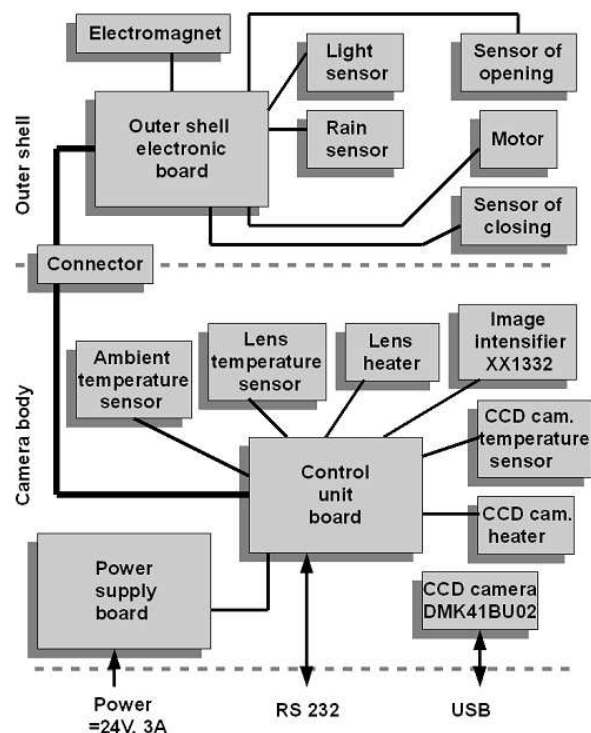 Electromagnet
Light
sensor
Sensor of
opening
Outer shell
Outer shell
electronic
board
Rain
sensor
Motor
Sensor of
closing
Connector
Camera body
Ambient
temperature
sensor
Lens
temperature
sensor
Lens
heater
Image
intensifier
XX1332
CCD cam.
temperature
sensor
Control
unit
board
CCD cam.
heater
Power
supply
board
CCD camera
DMK41BU02
Power
=24V, 3A
RS 232
USB